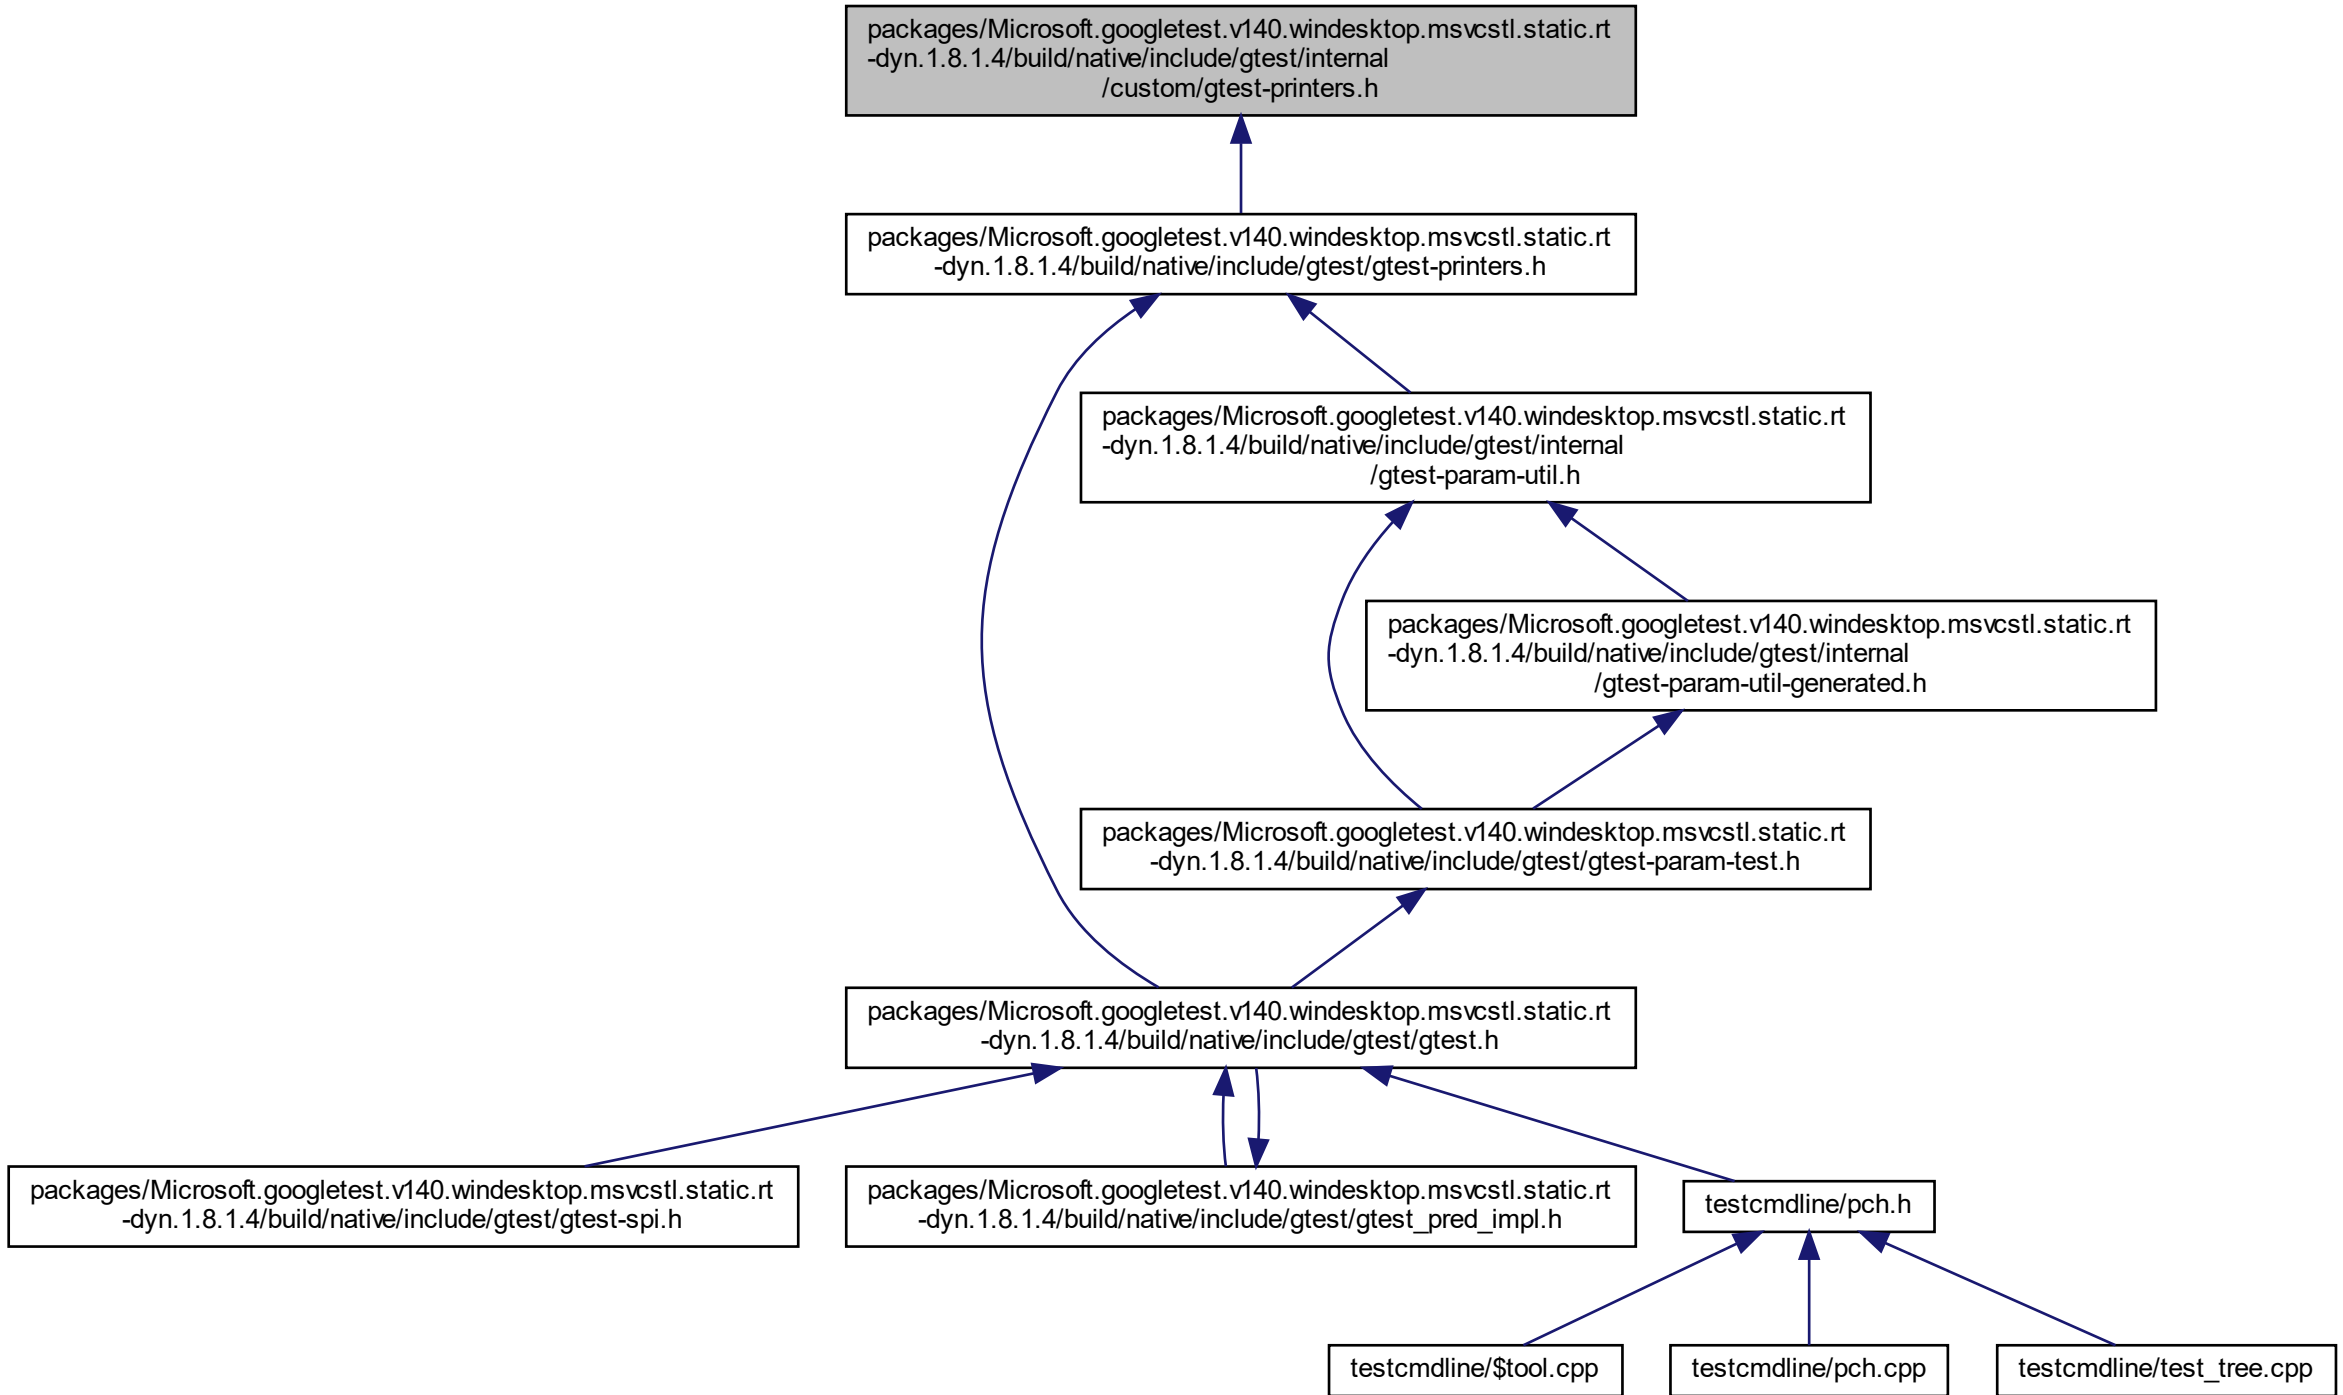 packages/Microsoft.googletest.v140.windesktop.msvcstl.static.rt
-dyn.1.8.1.4/build/native/include/gtest/internal
/custom/gtest-printers.h
packages/Microsoft.googletest.v140.windesktop.msvcstl.static.rt
-dyn.1.8.1.4/build/native/include/gtest/gtest-printers.h
packages/Microsoft.googletest.v140.windesktop.msvcstl.static.rt
-dyn.1.8.1.4/build/native/include/gtest/internal
/gtest-param-util.h
packages/Microsoft.googletest.v140.windesktop.msvcstl.static.rt
-dyn.1.8.1.4/build/native/include/gtest/internal
/gtest-param-util-generated.h
packages/Microsoft.googletest.v140.windesktop.msvcstl.static.rt
-dyn.1.8.1.4/build/native/include/gtest/gtest-param-test.h
packages/Microsoft.googletest.v140.windesktop.msvcstl.static.rt
-dyn.1.8.1.4/build/native/include/gtest/gtest.h
packages/Microsoft.googletest.v140.windesktop.msvcstl.static.rt
-dyn.1.8.1.4/build/native/include/gtest/gtest-spi.h
packages/Microsoft.googletest.v140.windesktop.msvcstl.static.rt
-dyn.1.8.1.4/build/native/include/gtest/gtest_pred_impl.h
testcmdline/pch.h
testcmdline/$tool.cpp
testcmdline/pch.cpp
testcmdline/test_tree.cpp